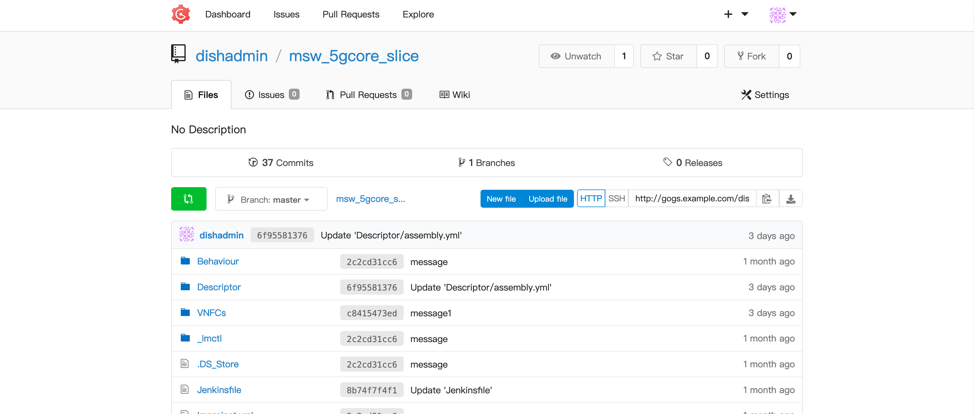 Dashboard Issues Pull Requests Explore +
dishadmin / msw_5gcore_slice Unwatch 1 Star 0 Fork 0
Files Issues 0 Pull Requests 0 Wiki Settings
No Description
37 Commits 1 Branches 0 Releases
Branch: master msw_5gcore_s... New file Upload file HTTP SSH http://gogs.example.com/dis
dishadmin 6f95581376 Update 'Descriptor/assembly.yml' 3 days ago
Behaviour 2c2cd31cc6 message 1 month ago
Descriptor 6f95581376 Update 'Descriptor/assembly.yml' 3 days ago
VNFCs c8415473ed message1 3 days ago
_lmctl 2c2cd31cc6 message 1 month ago
.DS_Store 2c2cd31cc6 message 1 month ago
Jenkinsfile 8b74f7f4f1 Update 'Jenkinsfile' 1 month ago